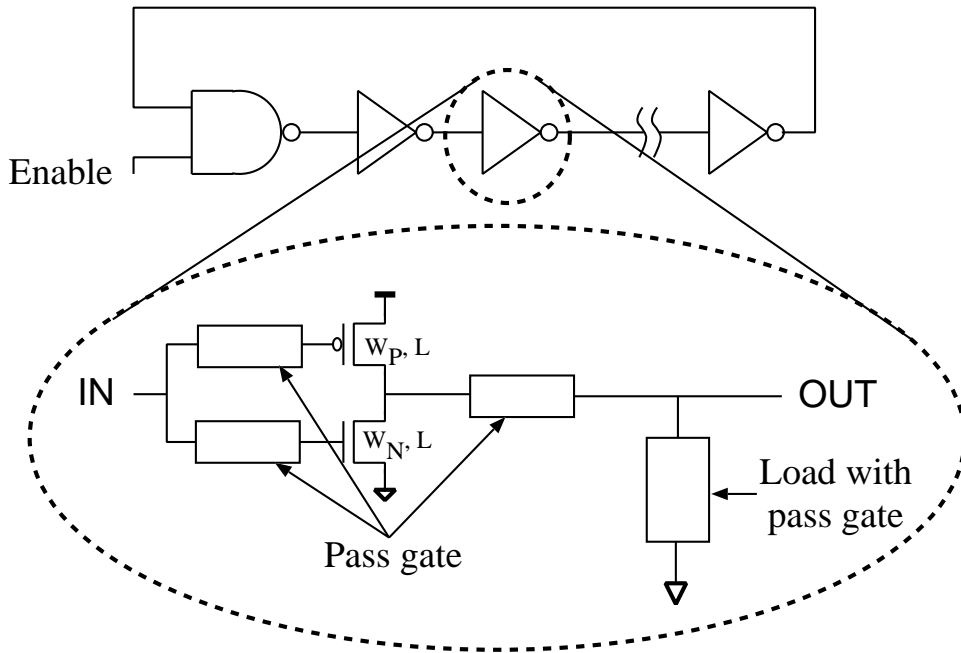 Enable
W_P, L
IN
OUT
W_N, L
Load with
pass gate
Pass gate